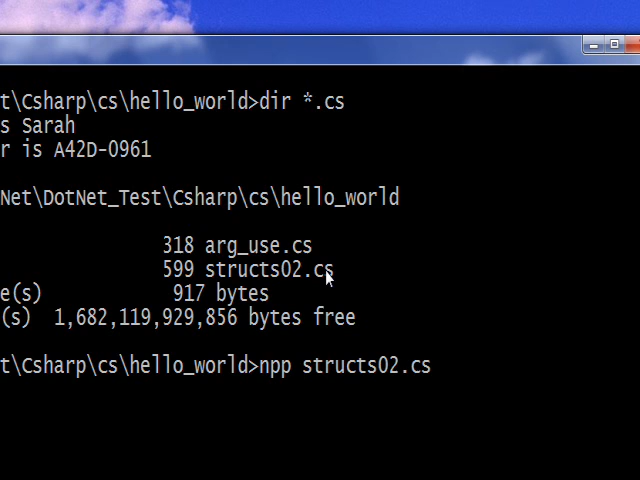 t\Csharp\cs\hello_world>dir *.cs
s Sarah
r is A42D-0961
Net\DotNet_Test\Csharp\cs\hello_world
318 arg_use.cs
599 structs02.cs
e(s) 917 bytes
(s) 1,682,119,929,856 bytes free
t\Csharp\cs\hello_world>npp structs02.cs